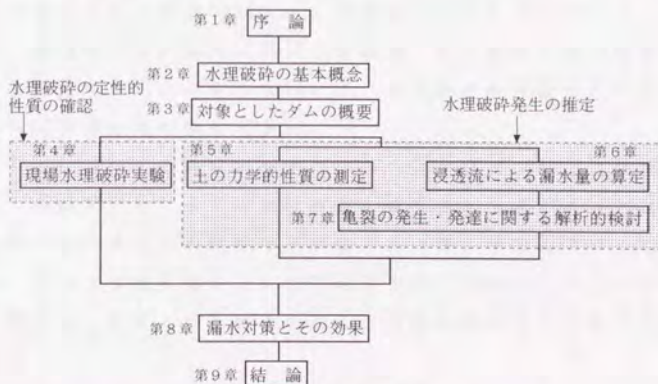 第1章 序 論
第2章 水理破砕の基本概念
水理破砕の定性的
性質の確認
第3章 対象としたダムの概要
水理破砕発生の推定
第4章
現場水理破砕実験
第5章
土の力学的性質の測定
第6章
浸透流による漏水量の算定
第7章 亀裂の発生・発達に関する解析的検討
第8章 漏水対策とその効果
第9章 結 論